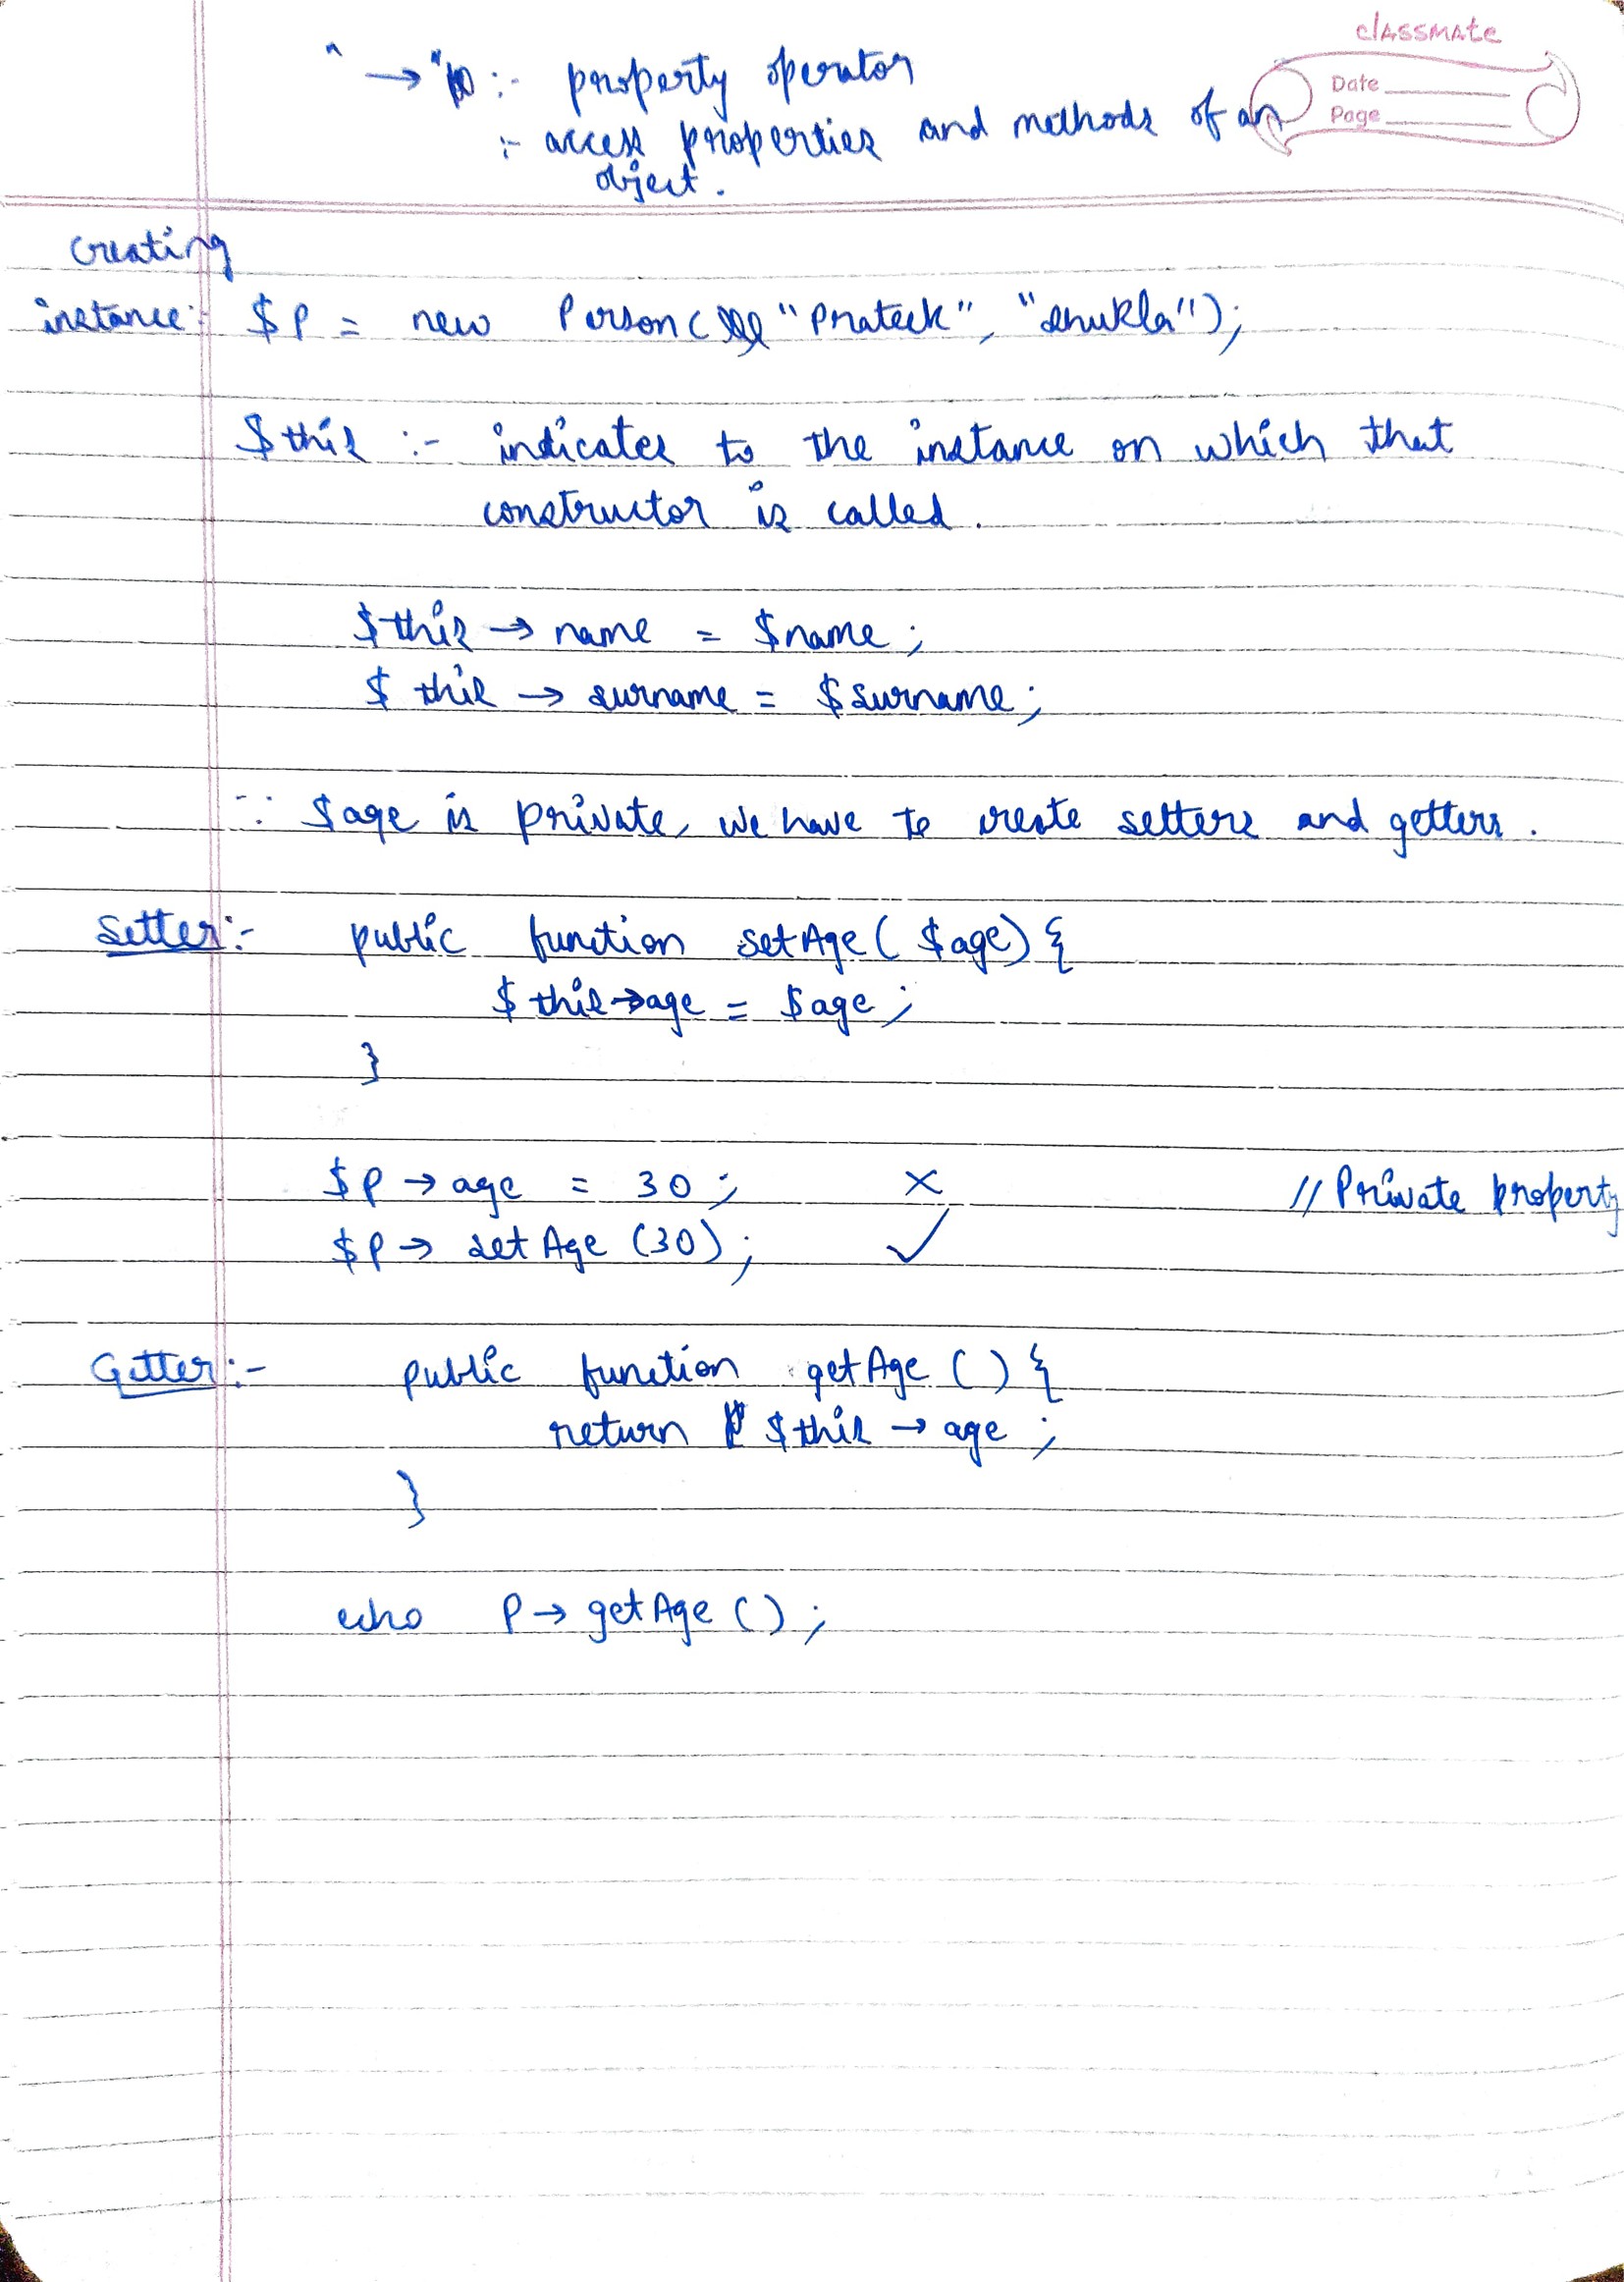 classmate
Date
Page
"→" :- property operator
:- access properties and methods of an
object.
Creating
instance:- $p = new Person( "Prateek", "Shukla");
$this :- indicates to the instance on which that
constructor is called.
$this → name = $name;
$this → surname = $surname;
∵ $age is private, we have to create setters and getters.
Setter:- public function setAge( $age) {
$this→age = $age;
}
$p → age = 30; × // Private property
$p → setAge (30); ✓
Getter:- public function getAge () {
return $this → age ;
}
echo p → getAge ();